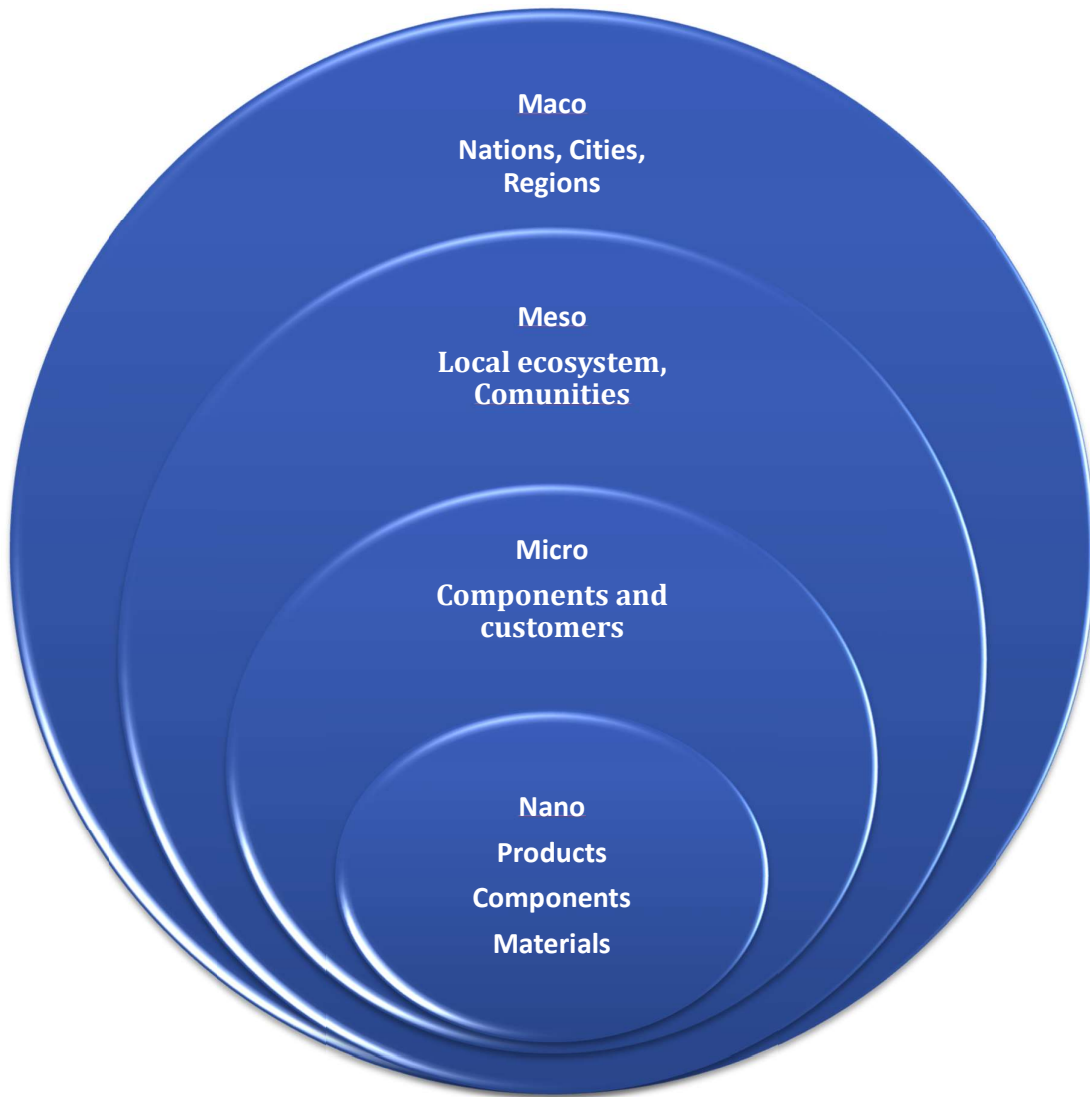 Maco
Nations, Cities,
Regions
Meso
Local ecosystem,
Comunities
Micro
Components and
customers
Nano
Products
Components
Materials